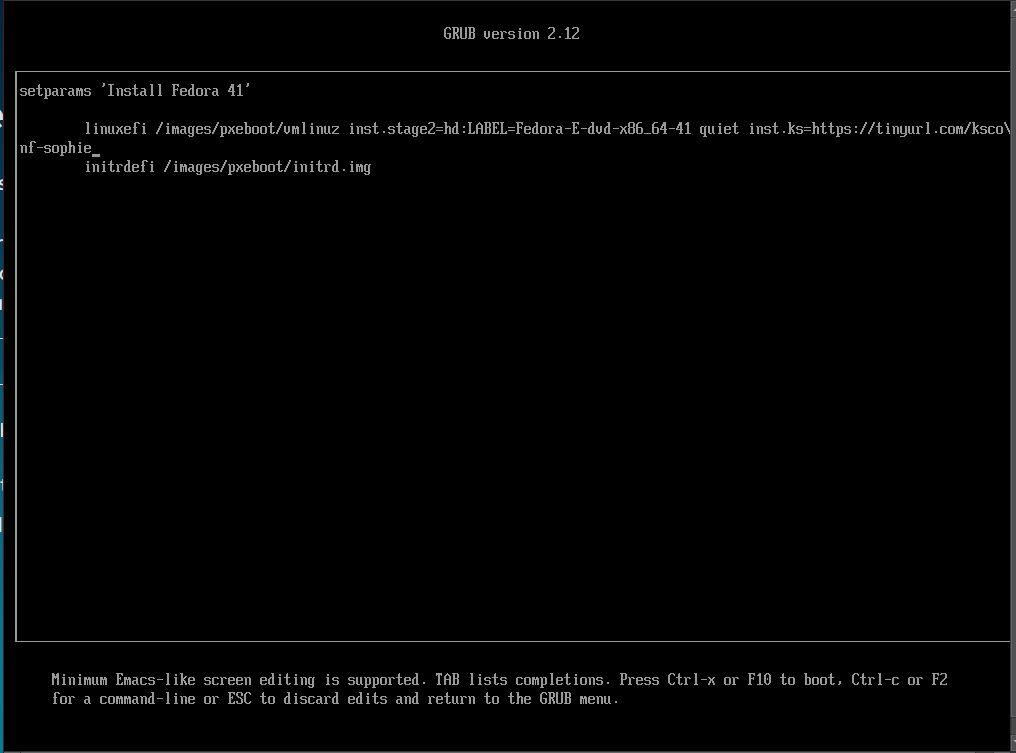 GRUB version 2.12
setparams 'Install Fedora 41'
linuxefi /images/pxeboot/vmlinuz inst.stage2=hd:LABEL=Fedora-E-dvd-x86_64-41 quiet inst.ks=https://tinyurl.com/ksco\
nf-sophie_
initrdefi /images/pxeboot/initrd.img
Minimum Emacs-like screen editing is supported. TAB lists completions. Press Ctrl-x or F10 to boot, Ctrl-c or F2
for a command-line or ESC to discard edits and return to the GRUB menu.